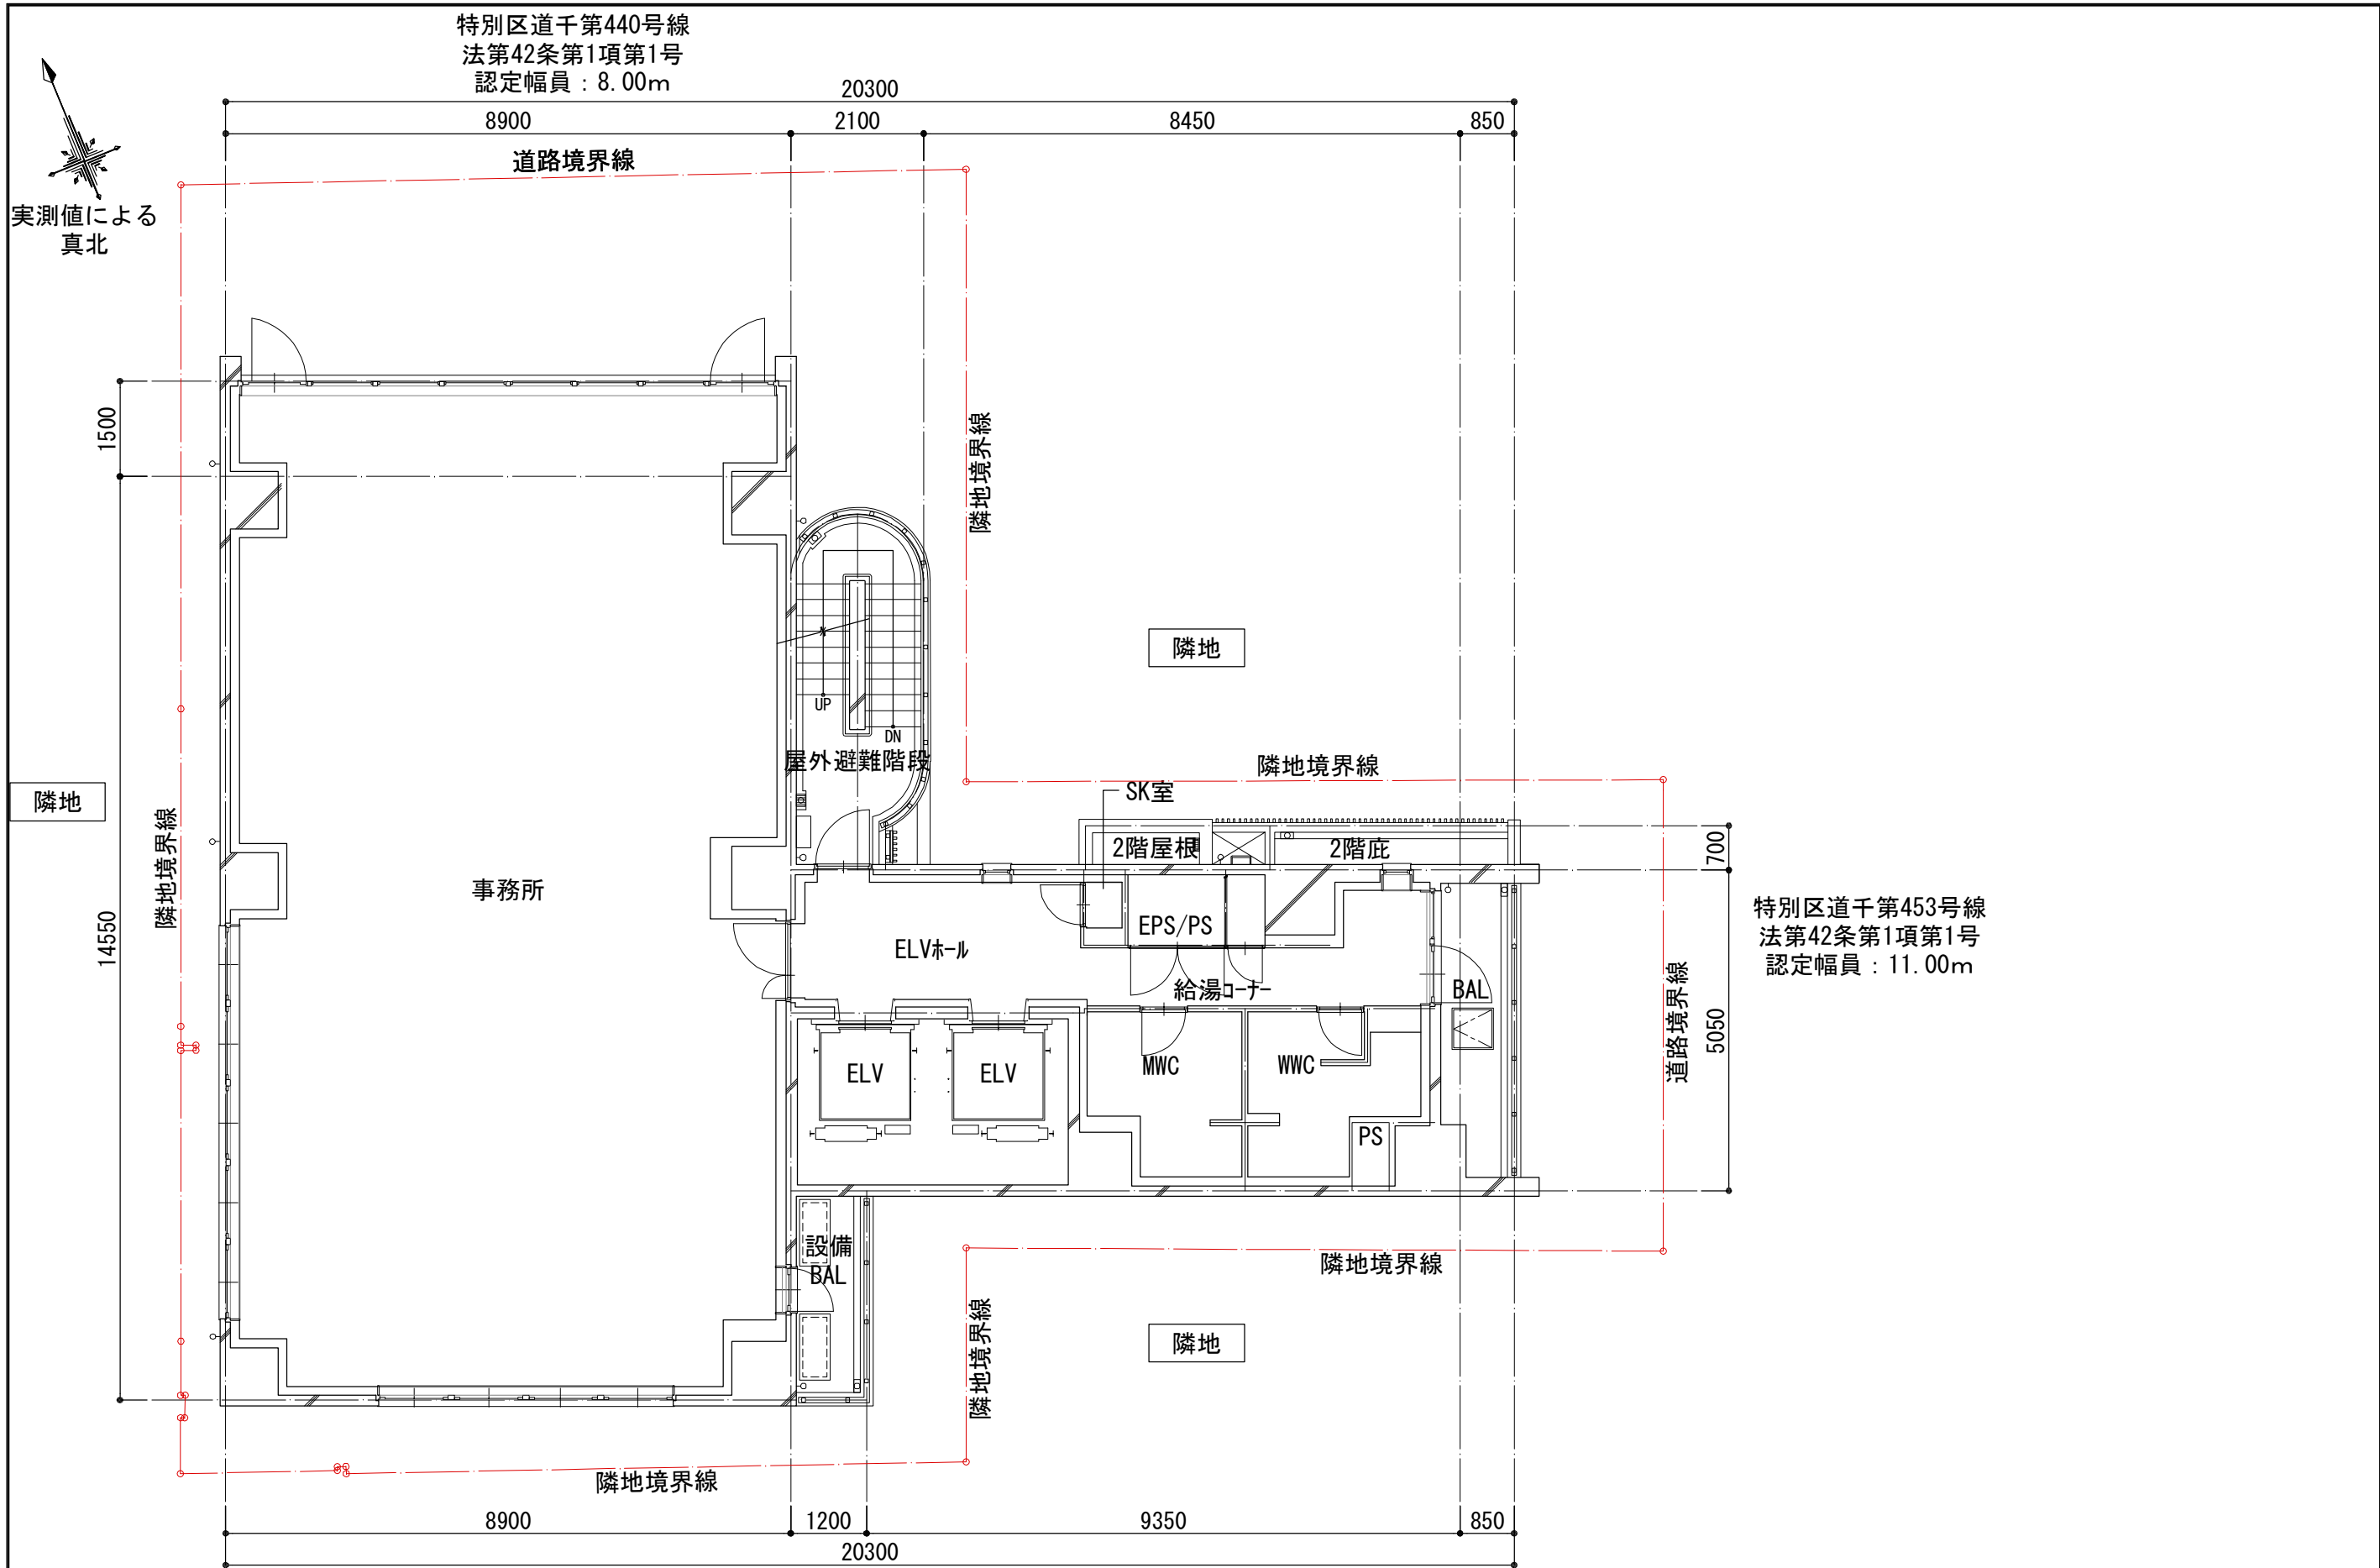 特別区道千第440号線
法第42条第1項第1号
認定幅員：8.00m
20300
8900
2100
8450
850
道路境界線
実測値による
真北
1500
隣地境界線
隣地
UP
DN
屋外避難階段
隣地境界線
SK室
隣地
隣地境界線
2階屋根
2階庇
700
事務所
14550
EPS/PS
ELVホール
特別区道千第453号線
法第42条第1項第1号
認定幅員：11.00m
給湯コーナー
BAL
道路境界線
5050
ELV
ELV
MWC
WWC
PS
設備
BAL
隣地境界線
隣地境界線
隣地
隣地境界線
8900
1200
9350
850
20300